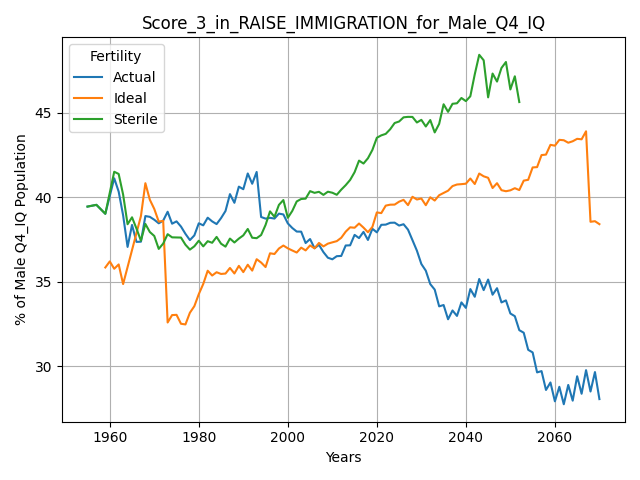 Score_3_in_RAISE_IMMIGRATION_for_Male_Q4_IQ
Fertility
Actual
Ideal
Sterile
% of Male Q4_IQ Population
45
40
35
30
1960 1980 2000 2020 2040 2060
Years